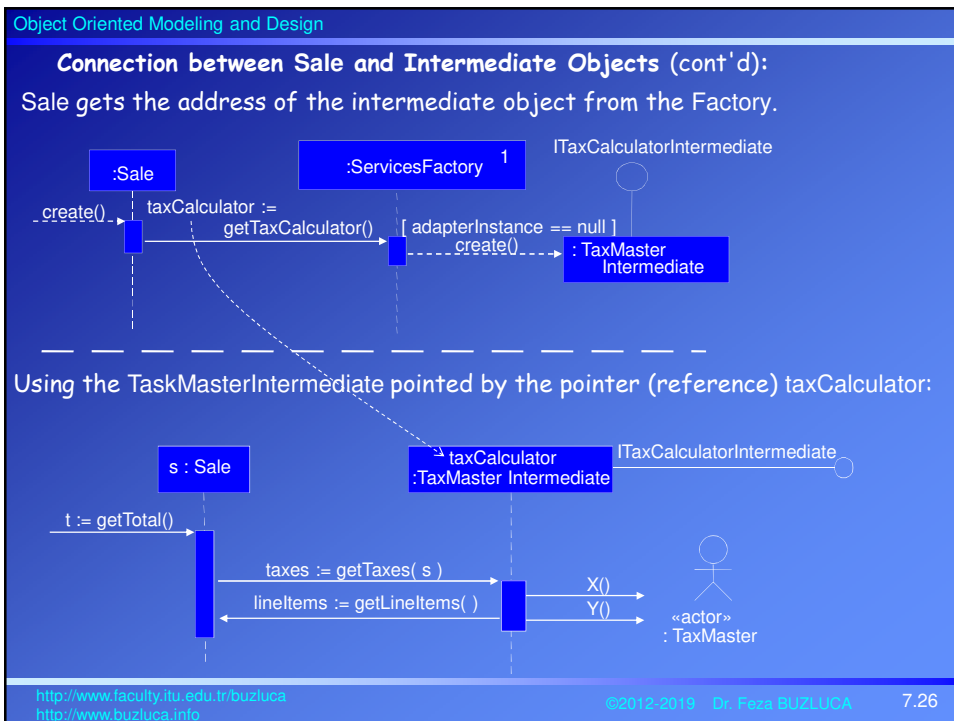 Object Oriented Modeling and Design
Connection between Sale and Intermediate Objects (cont'd):
Sale gets the address of the intermediate object from the Factory.
ITaxCalculatorIntermediate
:Sale
:ServicesFactory
1
create()
taxCalculator :=
getTaxCalculator()
[ adapterInstance == null ]
create()
: TaxMaster
Intermediate
Using the TaskMasterIntermediate pointed by the pointer (reference) taxCalculator:
s : Sale
taxCalculator
:TaxMaster Intermediate
ITaxCalculatorIntermediate
t := getTotal()
taxes := getTaxes( s )
lineItems := getLineItems( )
X()
Y()
«actor»
: TaxMaster
http://www.faculty.itu.edu.tr/buzluca
http://www.buzluca.info
©2012-2019 Dr. Feza BUZLUCA
7.26